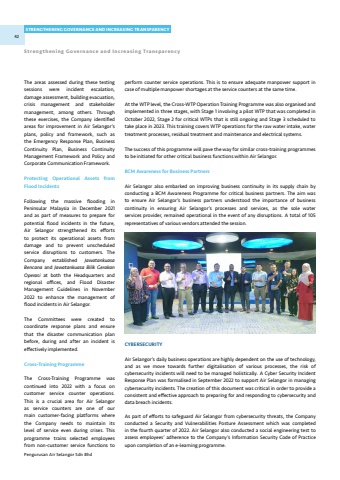 STRENGTHENING GOVERNANCE AND INCREASING TRANSPARENCY
62
Strengthening Governance and Increasing Transparency
The areas assessed during these testing
sessions were incident escalation,
damage assessment, building evacuation,
crisis management and stakeholder
management, among others. Through
these exercises, the Company identified
areas for improvement in Air Selangor's
plans, policy and framework, such as
the Emergency Response Plan, Business
Continuity Plan, Business Continuity
Management Framework and Policy and
Corporate Communication Framework.
Protecting Operational Assets from
Flood Incidents
Following the massive flooding in
Peninsular Malaysia in December 2021
and as part of measures to prepare for
potential flood incidents in the future,
Air Selangor strengthened its efforts
to protect its operational assets from
damage and to prevent unscheduled
service disruptions to customers. The
Company established Jawatankuasa
Bencana and Jawatankuasa Bilik Gerakan
Operasi at both the Headquarters and
regional offices, and Flood Disaster
Management Guidelines in November
2022 to enhance the management of
flood incidents in Air Selangor.
The Committees were created to
coordinate response plans and ensure
that the disaster communication plan
before, during and after an incident is
effectively implemented.
Cross-Training Programme
The Cross-Training Programme was
continued into 2022 with a focus on
customer service counter operations.
This is a crucial area for Air Selangor
as service counters are one of our
main customer-facing platforms where
the Company needs to maintain its
level of service even during crises. This
programme trains selected employees
from non-customer service functions to
perform counter service operations. This is to ensure adequate manpower support in
case of multiple manpower shortages at the service counters at the same time.
At the WTP level, the Cross-WTP Operation Training Programme was also organised and
implemented in three stages, with Stage 1 involving a pilot WTP that was completed in
October 2022, Stage 2 for critical WTPs that is still ongoing and Stage 3 scheduled to
take place in 2023. This training covers WTP operations for the raw water intake, water
treatment processes, residual treatment and maintenance and electrical systems.
The success of this programme will pave the way for similar cross-training programmes
to be initiated for other critical business functions within Air Selangor.
BCM Awareness for Business Partners
Air Selangor also embarked on improving business continuity in its supply chain by
conducting a BCM Awareness Programme for critical business partners. The aim was
to ensure Air Selangor's business partners understood the importance of business
continuity in ensuring Air Selangor's processes and services, as the sole water
services provider, remained operational in the event of any disruptions. A total of 105
representatives of various vendors attended the session.
CYBERSECURITY
Air Selangor's daily business operations are highly dependent on the use of technology,
and as we move towards further digitalisation of various processes, the risk of
cybersecurity incidents will need to be managed holistically. A Cyber Security Incident
Response Plan was formalised in September 2022 to support Air Selangor in managing
cybersecurity incidents. The creation of this document was critical in order to provide a
consistent and effective approach to preparing for and responding to cybersecurity and
data breach incidents.
As part of efforts to safeguard Air Selangor from cybersecurity threats, the Company
conducted a Security and Vulnerabilities Posture Assessment which was completed
in the fourth quarter of 2022. Air Selangor also conducted a social engineering test to
assess employees' adherence to the Company's Information Security Code of Practice
upon completion of an e-learning programme.
Pengurusan Air Selangor Sdn Bhd